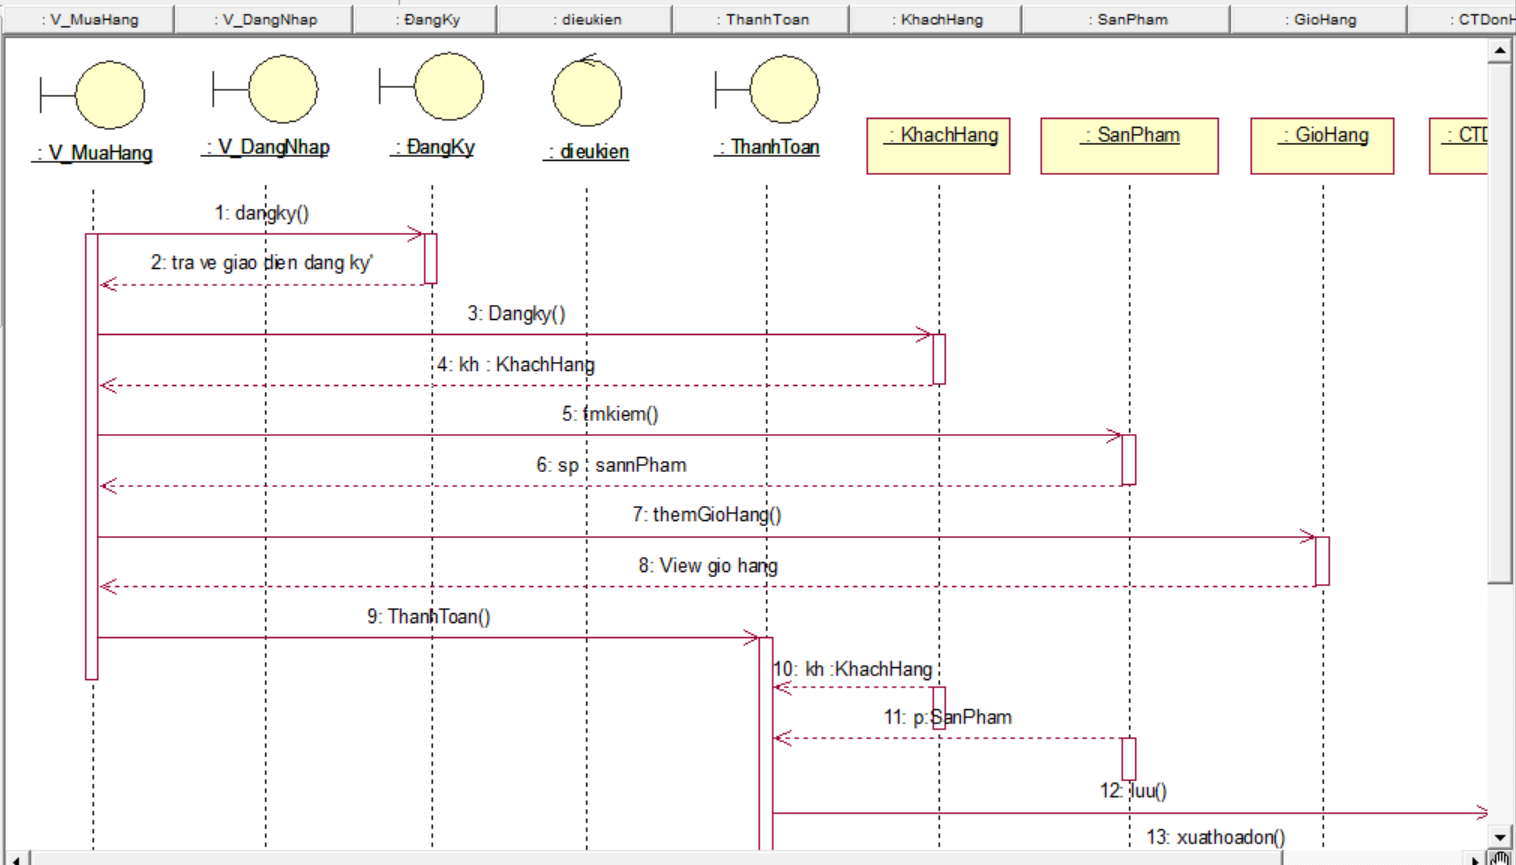 : V_MuaHang
: V_DangNhap
: ĐangKy
: dieukien
: ThanhToan
: KhachHang
: SanPham
: GioHang
: CTDonH
: V_MuaHang
: V_DangNhap
: ĐangKy
: dieukien
: ThanhToan
: KhachHang
: SanPham
: GioHang
: CTD
1: dangky()
2: tra ve giao dien dang ky'
3: Dangky()
4: kh : KhachHang
5: tmkiem()
6: sp : sannPham
7: themGioHang()
8: View gio hang
9: ThanhToan()
10: kh :KhachHang
11: p:SanPham
12: luu()
13: xuathoadon()